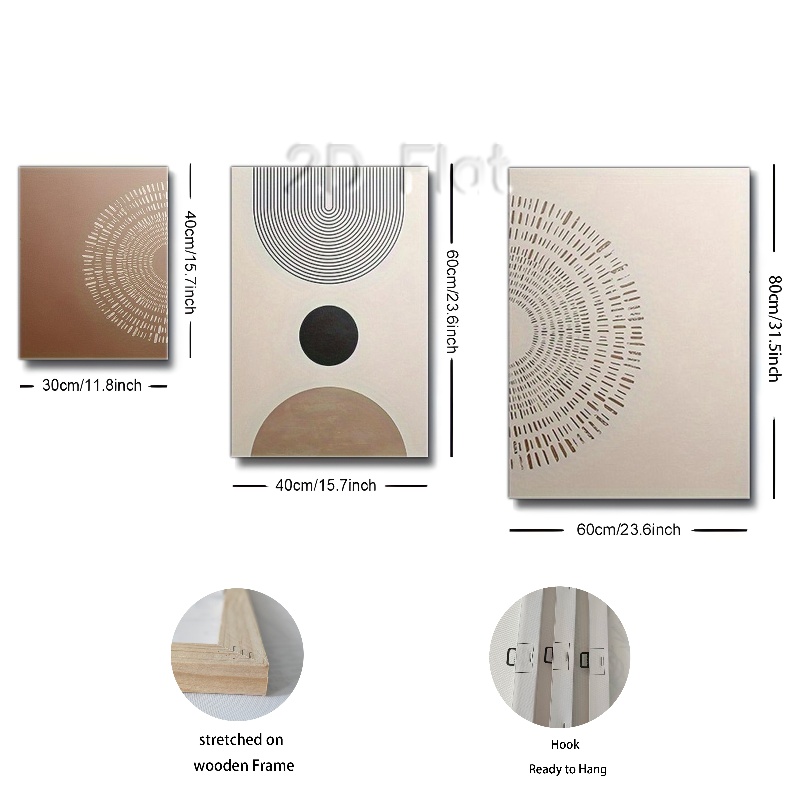 2D Flat
40cm/15.7inch
60cm/23.6inch
80cm/31.5inch
30cm/11.8inch
40cm/15.7inch
60cm/23.6inch
stretched on
wooden Frame
Hook
Ready to Hang